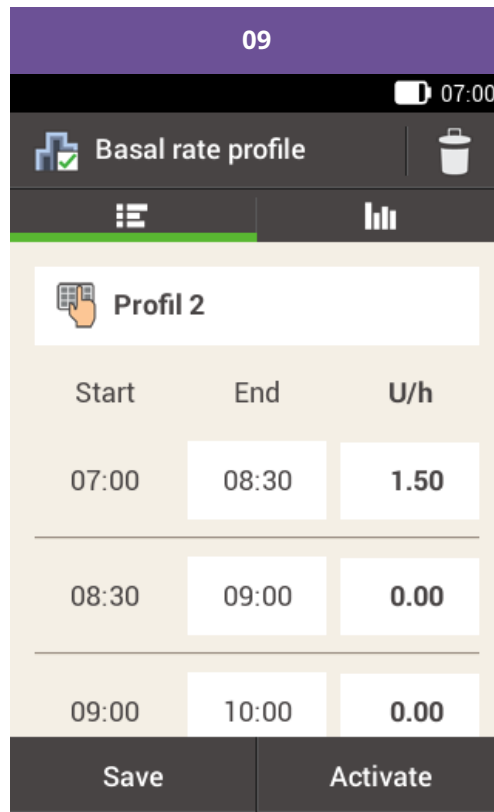 09
07:00
Basal rate profile
Profil 2
Start End U/h
07:00 08:30 1.50
08:30 09:00 0.00
09:00 10:00 0.00
Save Activate